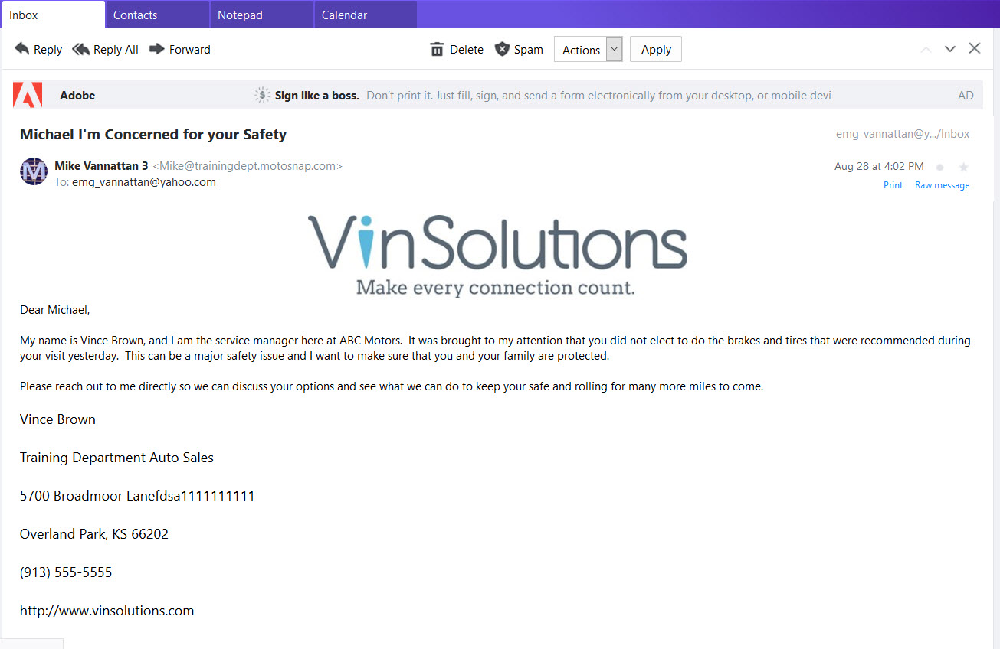 Inbox Contacts Notepad Calendar
Reply Reply All Forward Delete Spam Actions Apply
Adobe $ Sign like a boss. Don't print it. Just fill, sign, and send a form electronically from your desktop, or mobile devi AD
Michael I'm Concerned for your Safety emg_vannattan@y.../Inbox
M Mike Vannattan 3 <Mike@trainingdept.motosnap.com> Aug 28 at 4:02 PM
To: emg_vannattan@yahoo.com
Print Raw message
VinSolutions
Make every connection count.
Dear Michael,
My name is Vince Brown, and I am the service manager here at ABC Motors. It was brought to my attention that you did not elect to do the brakes and tires that were recommended during
your visit yesterday. This can be a major safety issue and I want to make sure that you and your family are protected.
Please reach out to me directly so we can discuss your options and see what we can do to keep your safe and rolling for many more miles to come.
Vince Brown
Training Department Auto Sales
5700 Broadmoor Lanefdsa1111111111
Overland Park, KS 66202
(913) 555-5555
http://www.vinsolutions.com